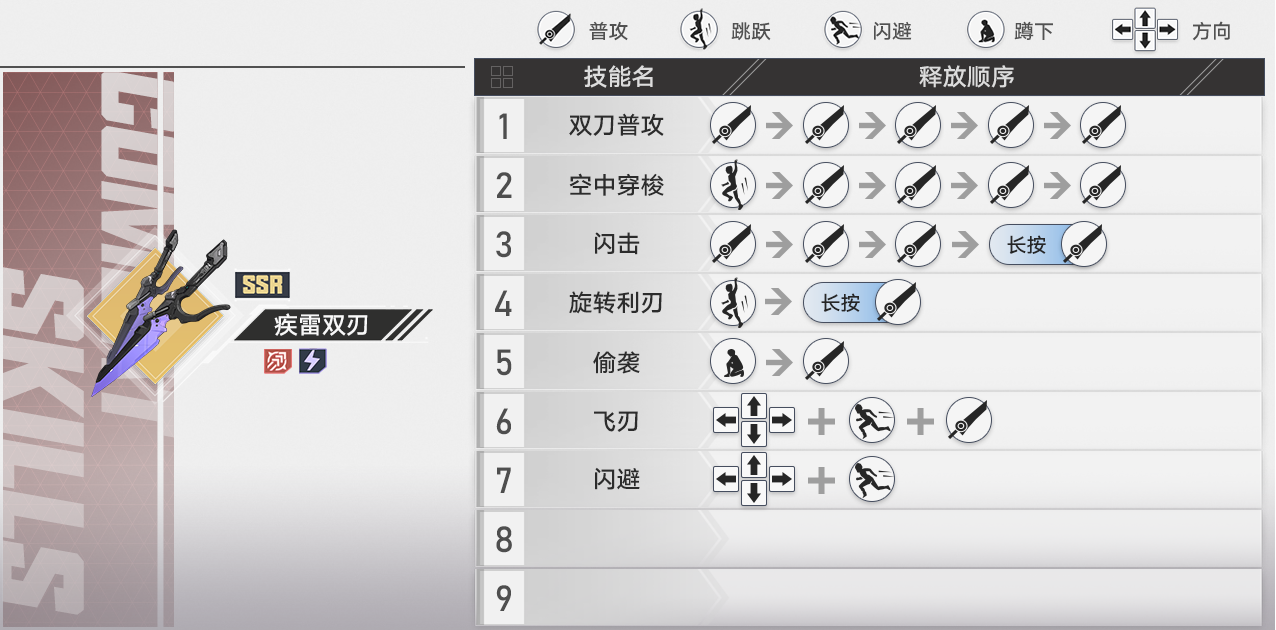 普攻 跳跃 闪避 蹲下 方向
技能名 释放顺序
COMBAT
SKILLS
SSR
疾雷双刃
1 双刀普攻
2 空中穿梭
3 闪击 长按
4 旋转利刃 长按
5 偷袭
6 飞刃
7 闪避
8
9